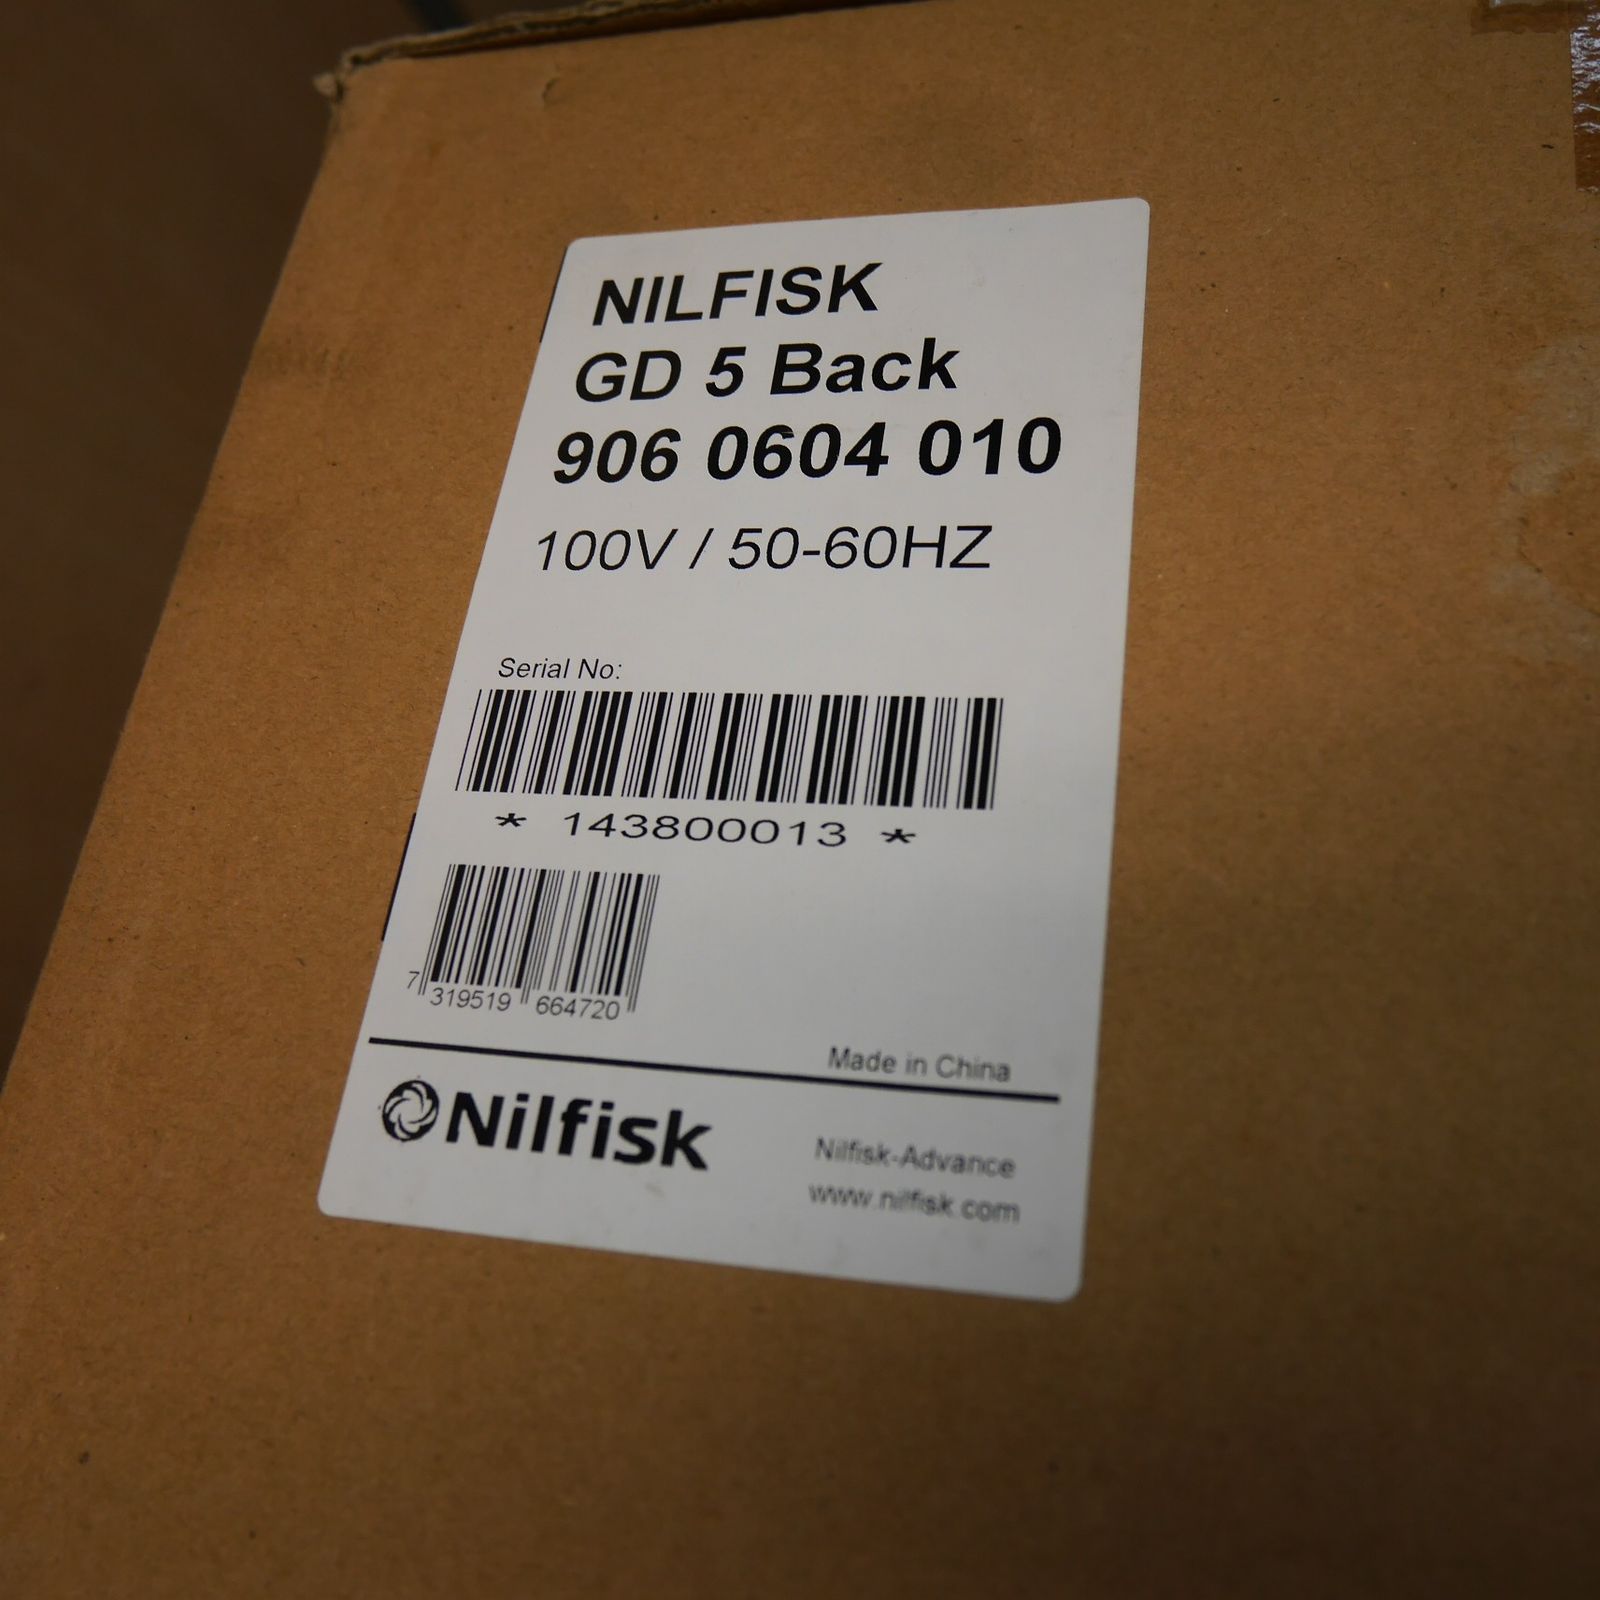 NILFISK
GD 5 Back
906 0604 010
100V / 50-60HZ
Serial No:
* 143800013 *
7 319519 664720
Made in China
Nilfisk
Nilfisk-Advance
www.nilfisk.com